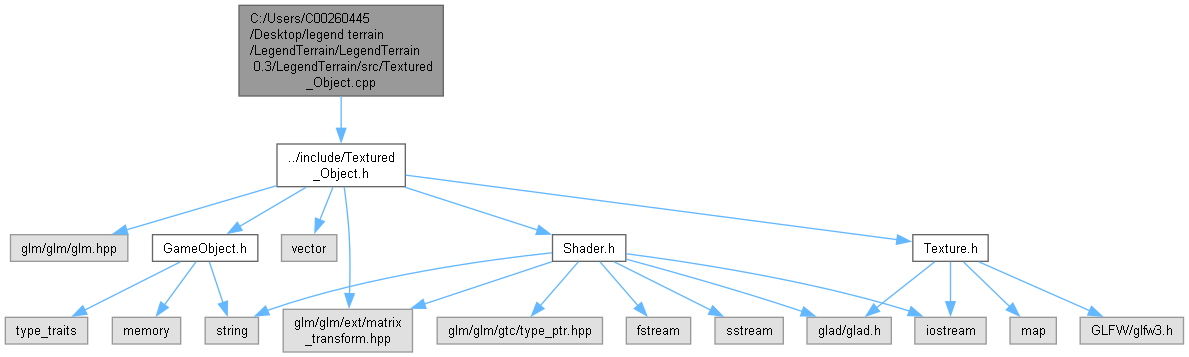 C:/Users/C00260445
/Desktop/legend terrain
/LegendTerrain/LegendTerrain
0.3/LegendTerrain/src/Textured
_Object.cpp
../include/Textured
_Object.h
glm/glm/glm.hpp
GameObject.h
vector
Shader.h
Texture.h
type_traits
memory
string
glm/glm/ext/matrix
_transform.hpp
glm/glm/gtc/type_ptr.hpp
fstream
sstream
glad/glad.h
iostream
map
GLFW/glfw3.h